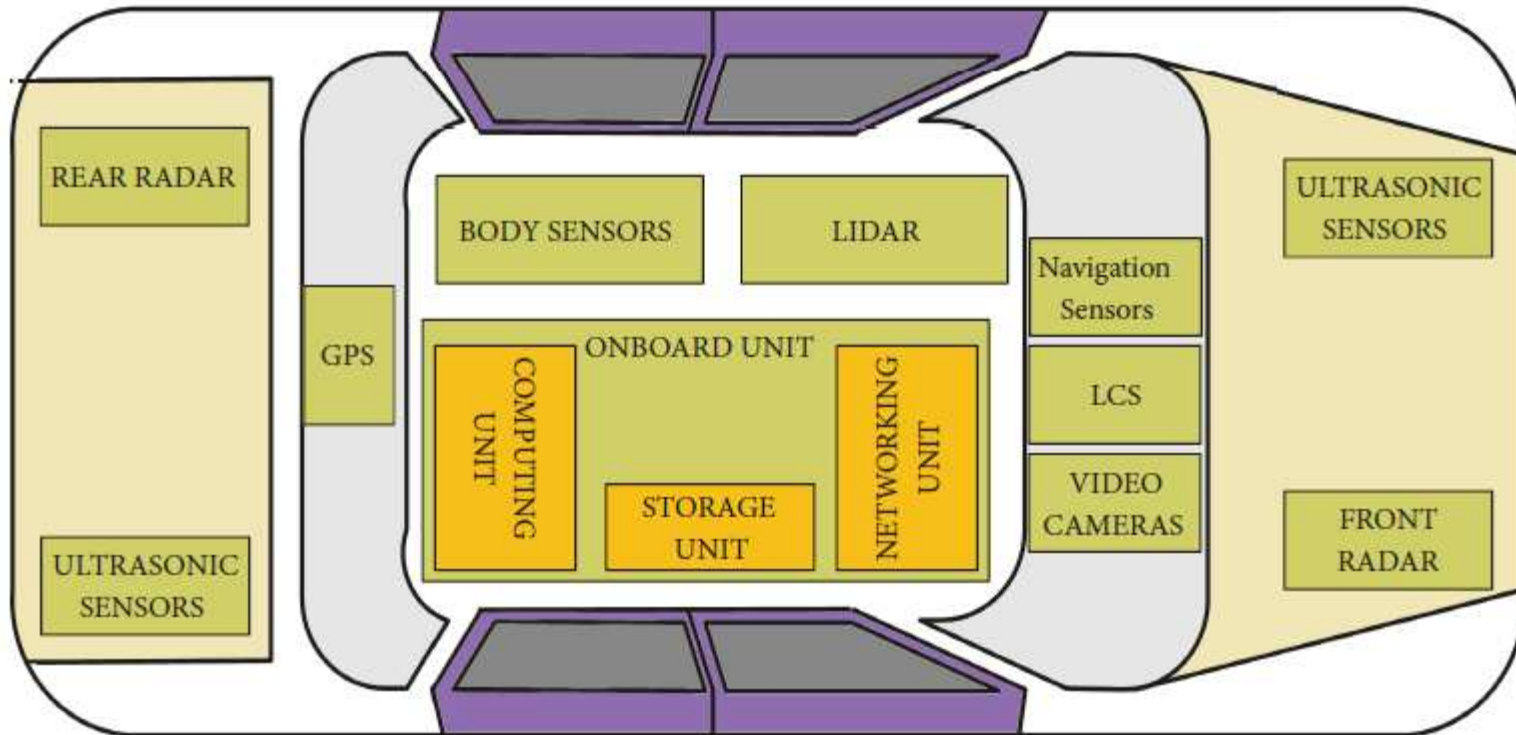 REAR RADAR
ULTRASONIC
SENSORS
GPS
BODY SENSORS
LIDAR
ONBOARD UNIT
COMPUTING
UNIT
STORAGE
UNIT
NETWORKING
UNIT
Navigation
Sensors
LCS
VIDEO
CAMERAS
ULTRASONIC
SENSORS
FRONT
RADAR